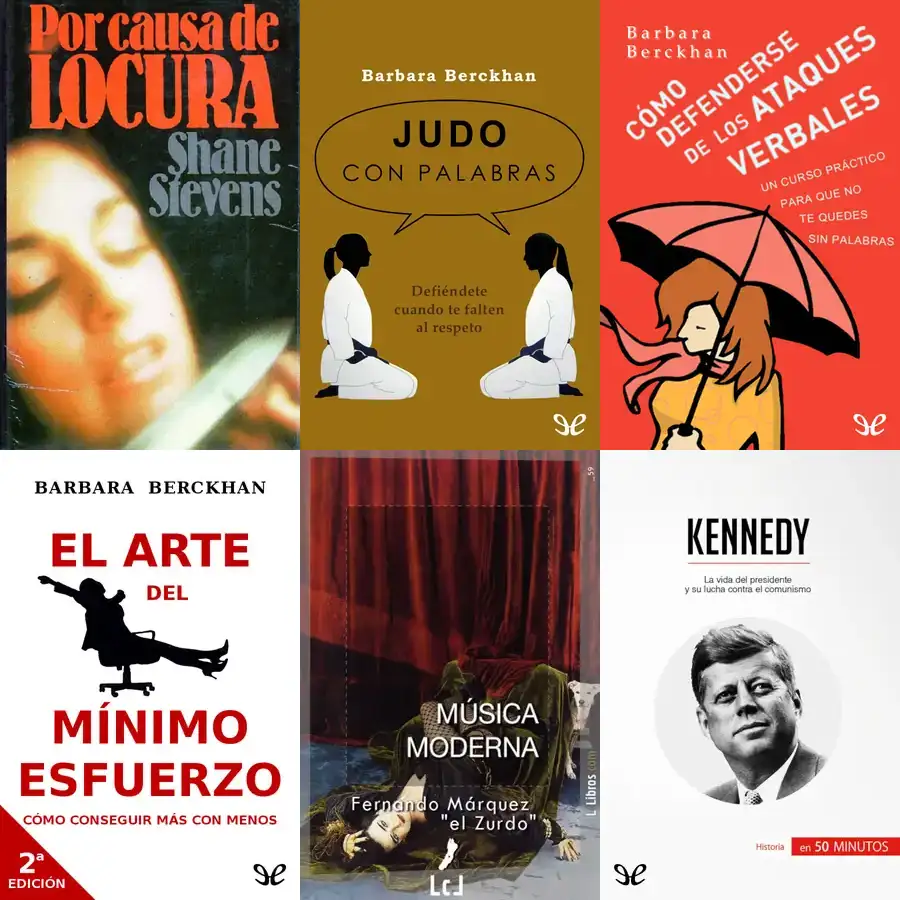 Por causa de
LOCURA
Shane
Stevens
Barbara Berckhan
JUDO
CON PALABRAS
Defiéndete
cuando te falten
al respeto
Barbara
Berckhan
CÓMO
DEFENDERSE
DE LOS ATAQUES
VERBALES
UN CURSO PRÁCTICO
PARA QUE NO
TE QUEDES
SIN PALABRAS
BARBARA BERCKHAN
EL ARTE
DEL
MÍNIMO
ESFUERZO
CÓMO CONSEGUIR MÁS CON MENOS
2ª
EDICIÓN
MÚSICA
MODERNA
Fernando Márquez
"el Zurdo"
LcL
L Libros.com
KENNEDY
La vida del presidente
y su lucha contra el comunismo
Historia
en 50 MINUTOS